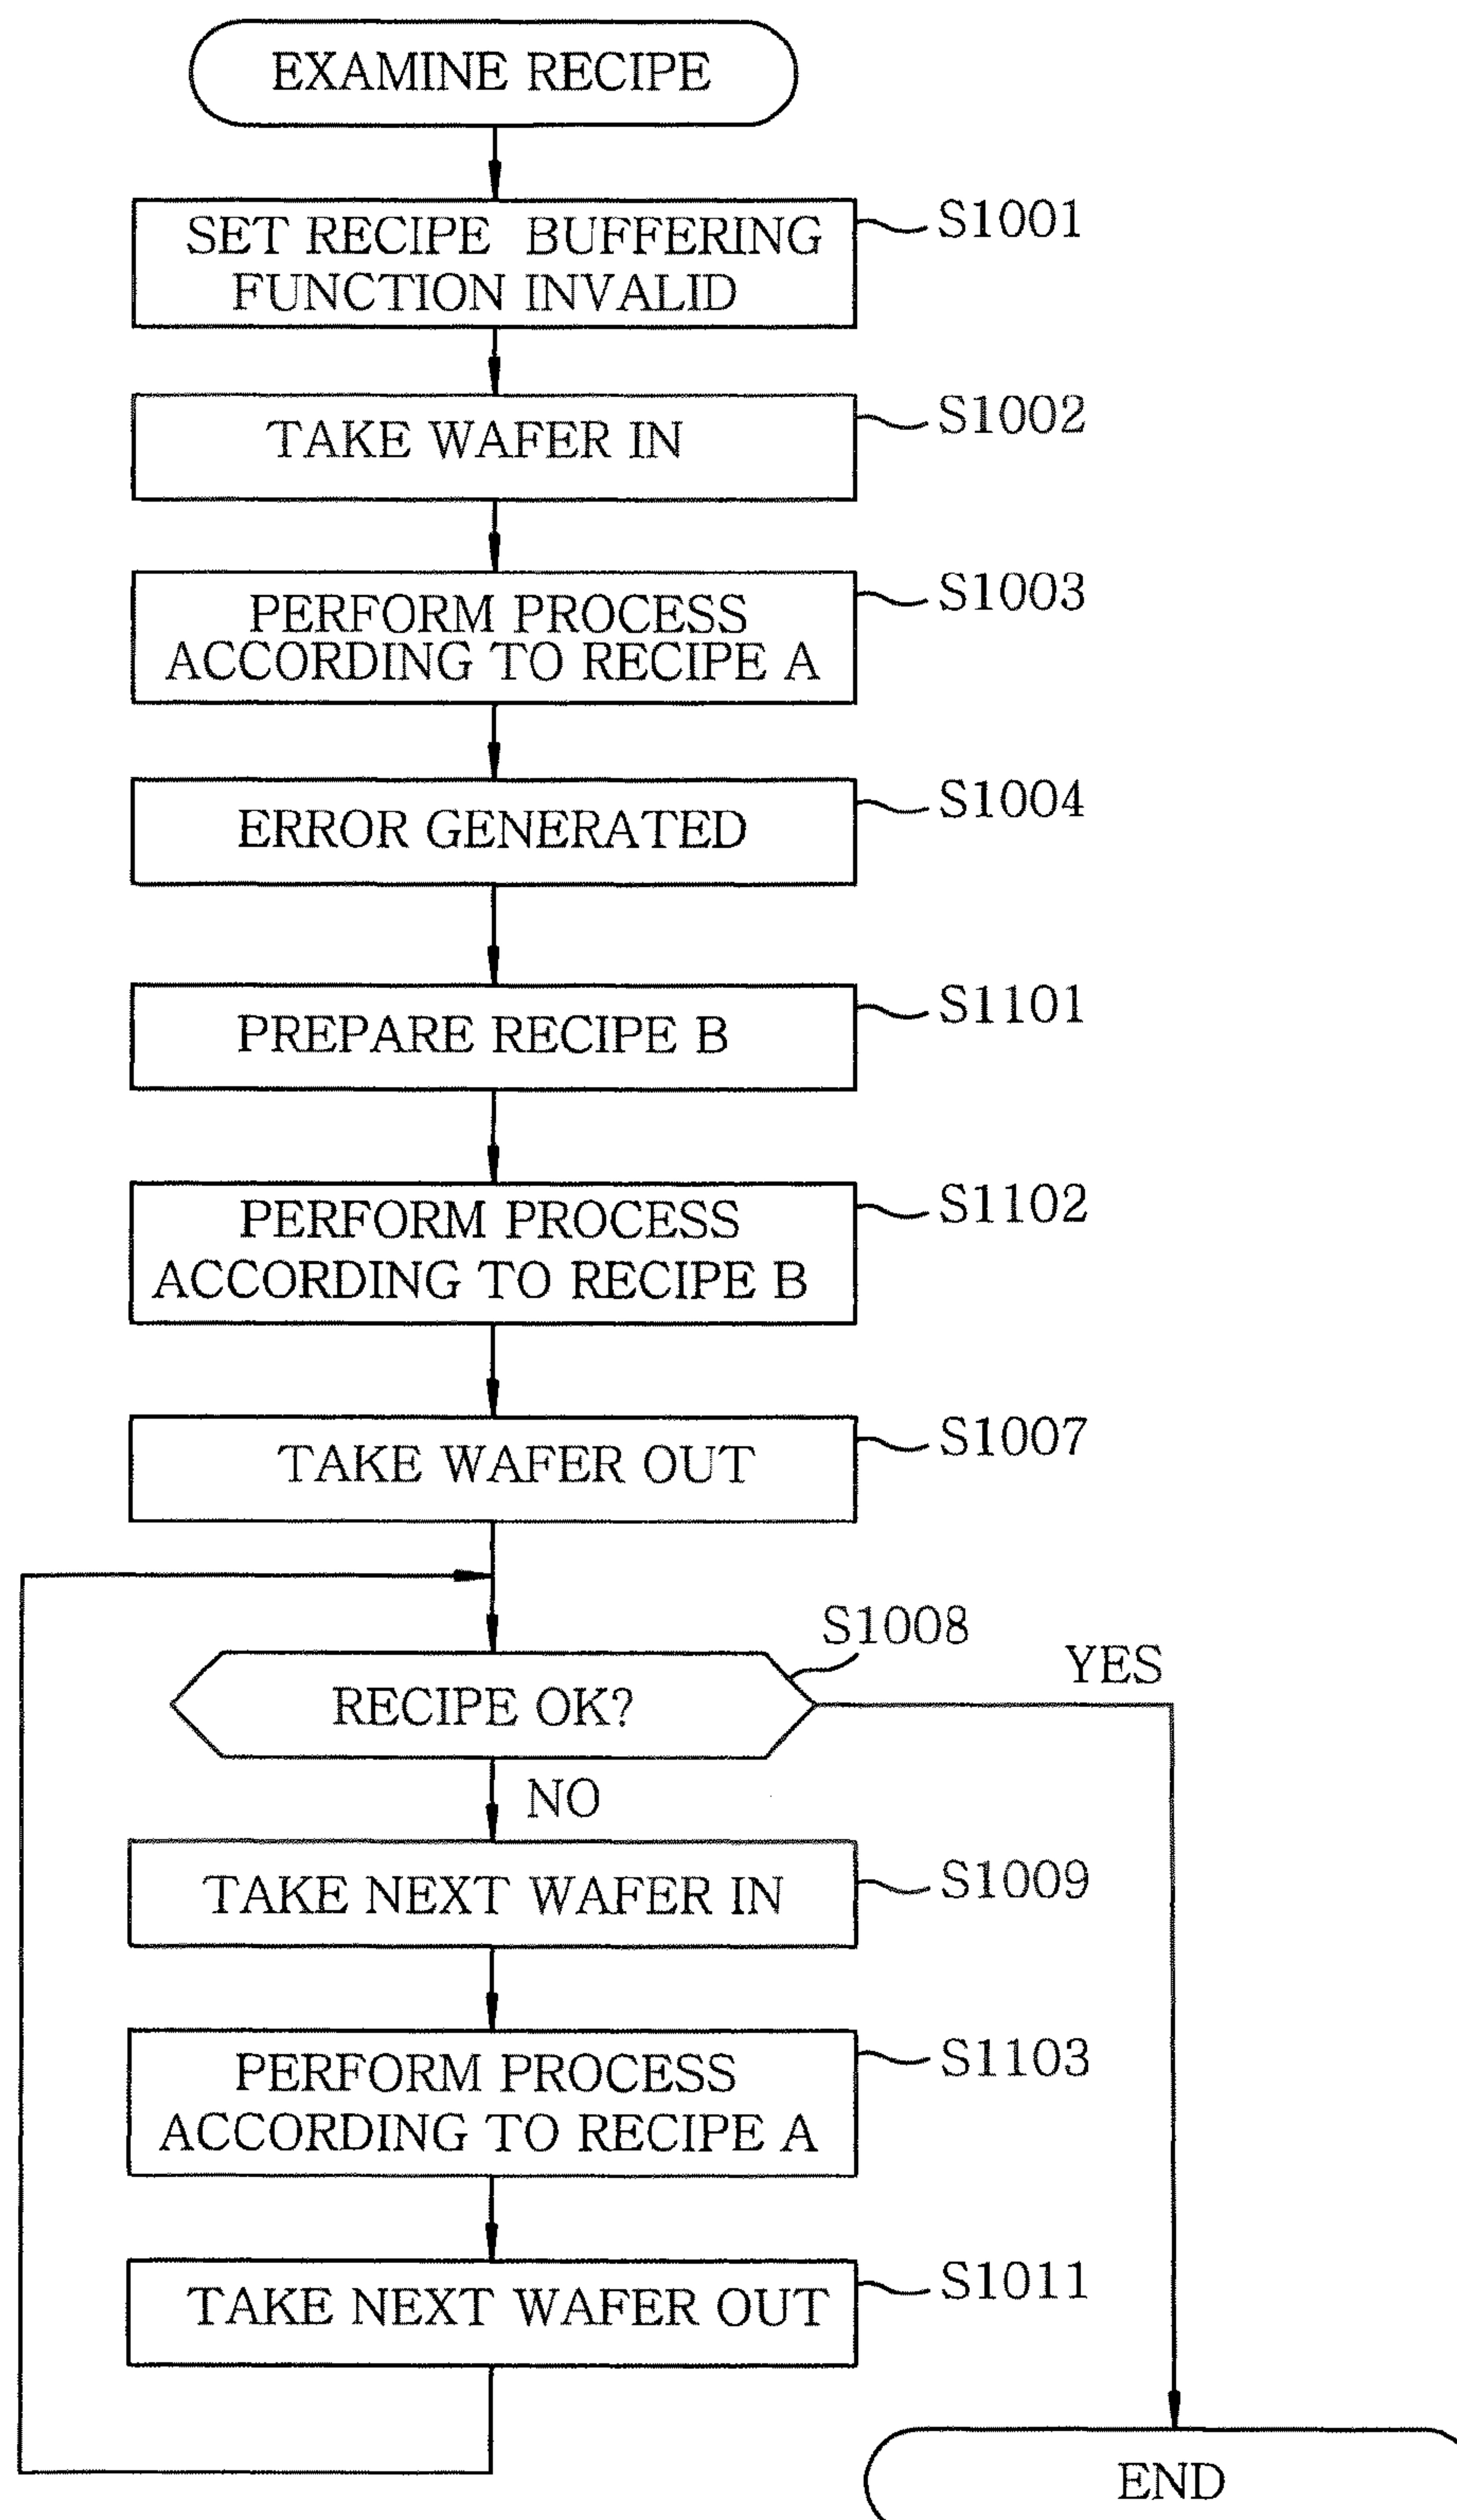 EXAMINE RECIPE
SET RECIPE BUFFERING
FUNCTION INVALID
S1001
TAKE WAFER IN
S1002
PERFORM PROCESS
ACCORDING TO RECIPE A
S1003
ERROR GENERATED
S1004
PREPARE RECIPE B
S1101
PERFORM PROCESS
ACCORDING TO RECIPE B
S1102
TAKE WAFER OUT
S1007
RECIPE OK?
S1008
YES
NO
TAKE NEXT WAFER IN
S1009
PERFORM PROCESS
ACCORDING TO RECIPE A
S1103
TAKE NEXT WAFER OUT
S1011
END